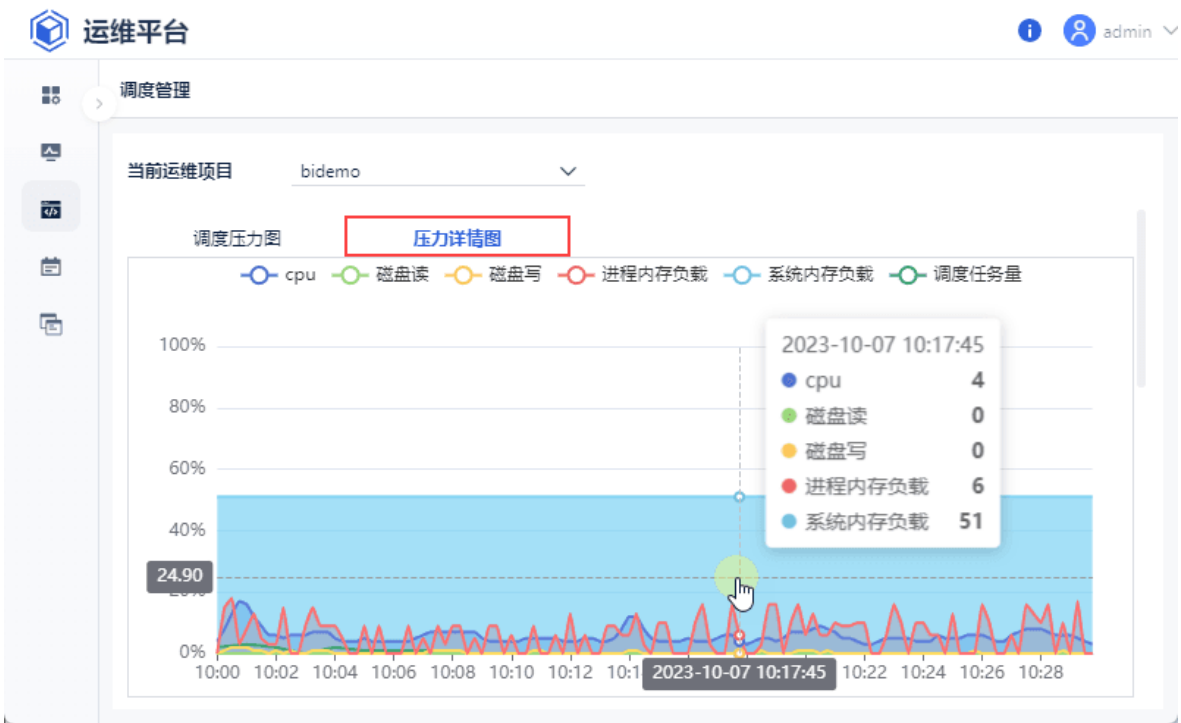 运维平台
admin
调度管理
当前运维项目 bidemo
调度压力图 压力详情图
cpu 磁盘读 磁盘写 进程内存负载 系统内存负载 调度任务量
100%
80%
60%
40%
24.90
0%
2023-10-07 10:17:45
cpu 4
磁盘读 0
磁盘写 0
进程内存负载 6
系统内存负载 51
10:00 10:02 10:04 10:06 10:08 10:10 10:12 2023-10-07 10:17:45 10:22 10:24 10:26 10:28